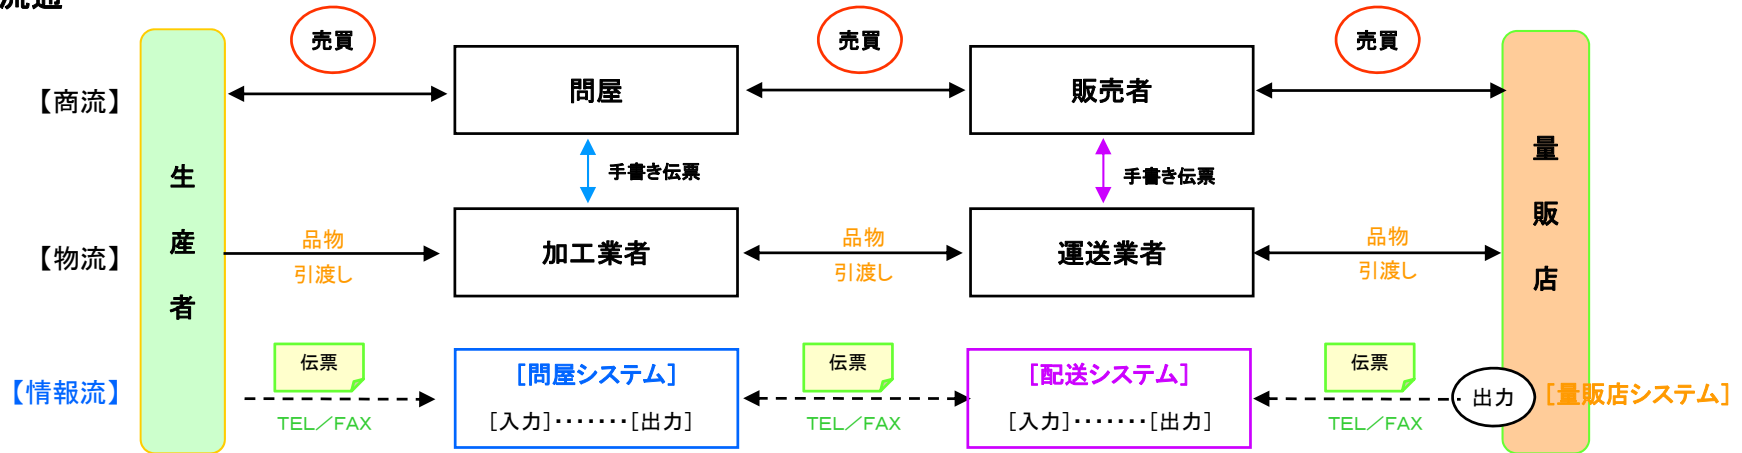 流通
売買
売買
売買
【商流】
問屋
販売者
手書き伝票
手書き伝票
生産者
量販店
【物流】
品物
引渡し
加工業者
品物
引渡し
運送業者
品物
引渡し
【情報流】
伝票
TEL／FAX
[問屋システム]
[入力]･･･････[出力]
伝票
TEL／FAX
[配送システム]
[入力]･･･････[出力]
伝票
TEL／FAX
出力
[量販店システム]